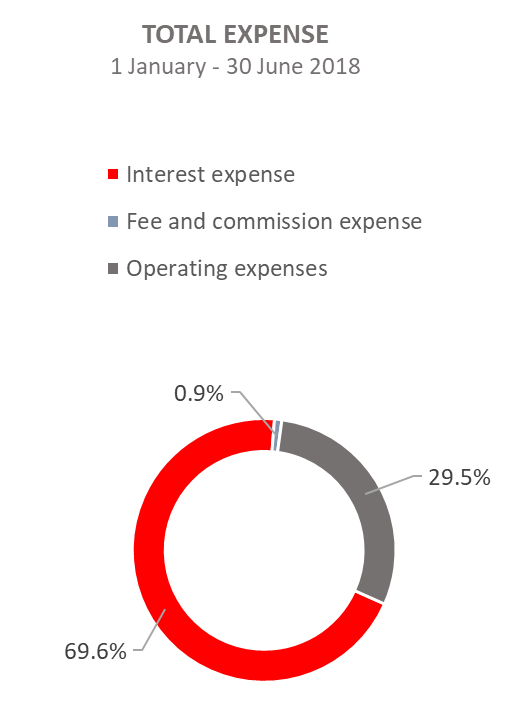 TOTAL EXPENSE
1 January - 30 June 2018
Interest expense
Fee and commission expense
Operating expenses
0.9%
29.5%
69.6%